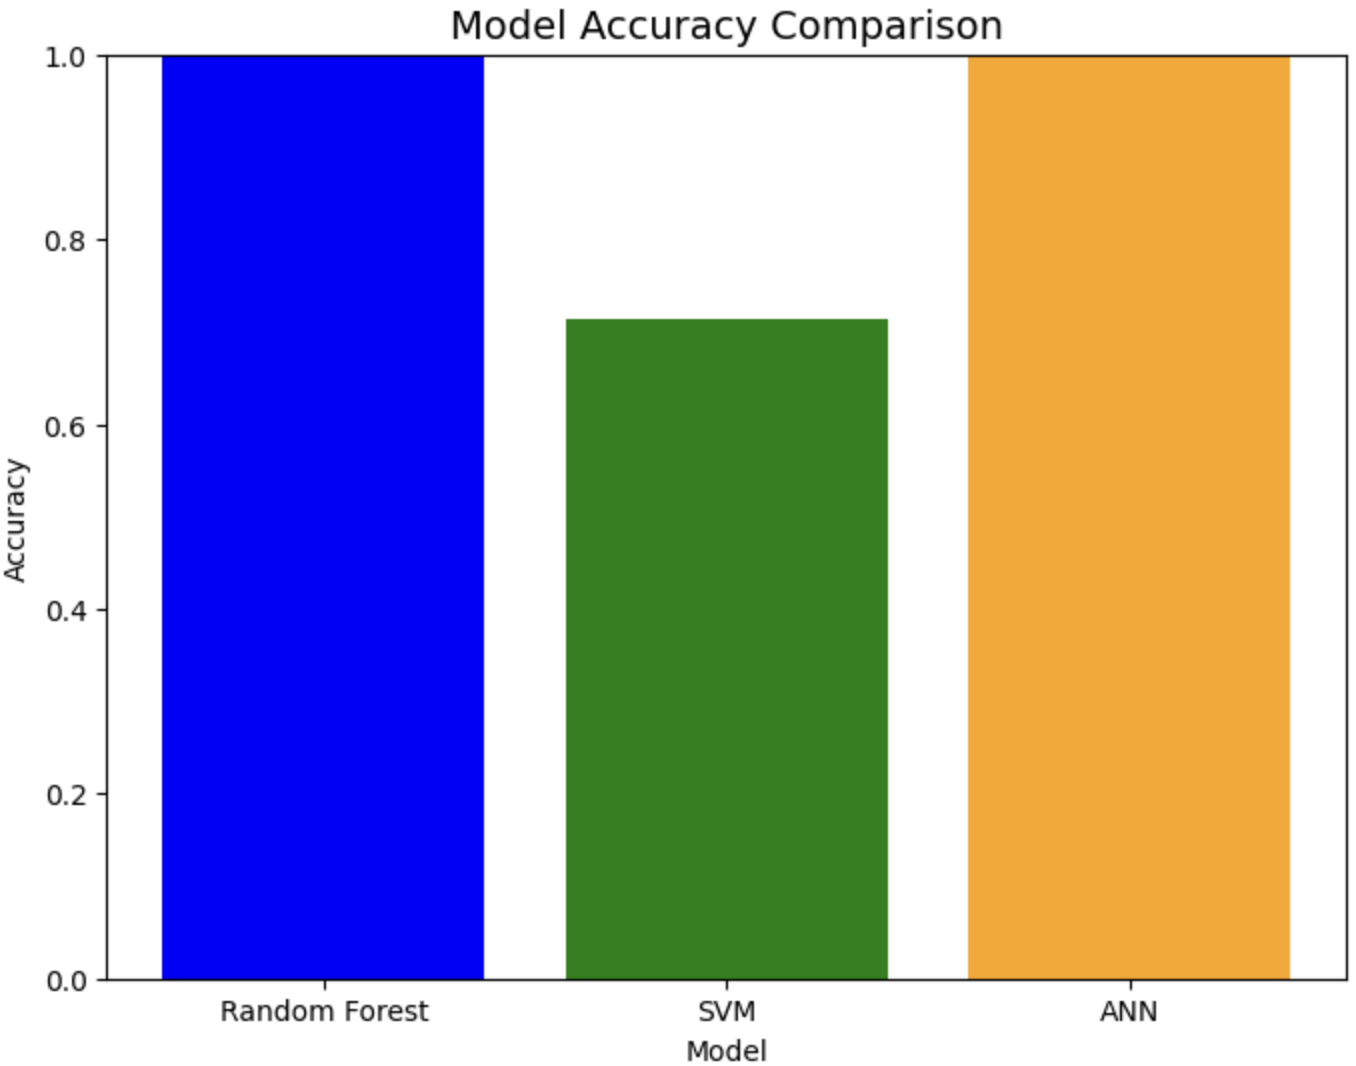 Model Accuracy Comparison
1.0
0.8
0.6
0.4
0.2
0.0
Accuracy
Random Forest
SVM
ANN
Model